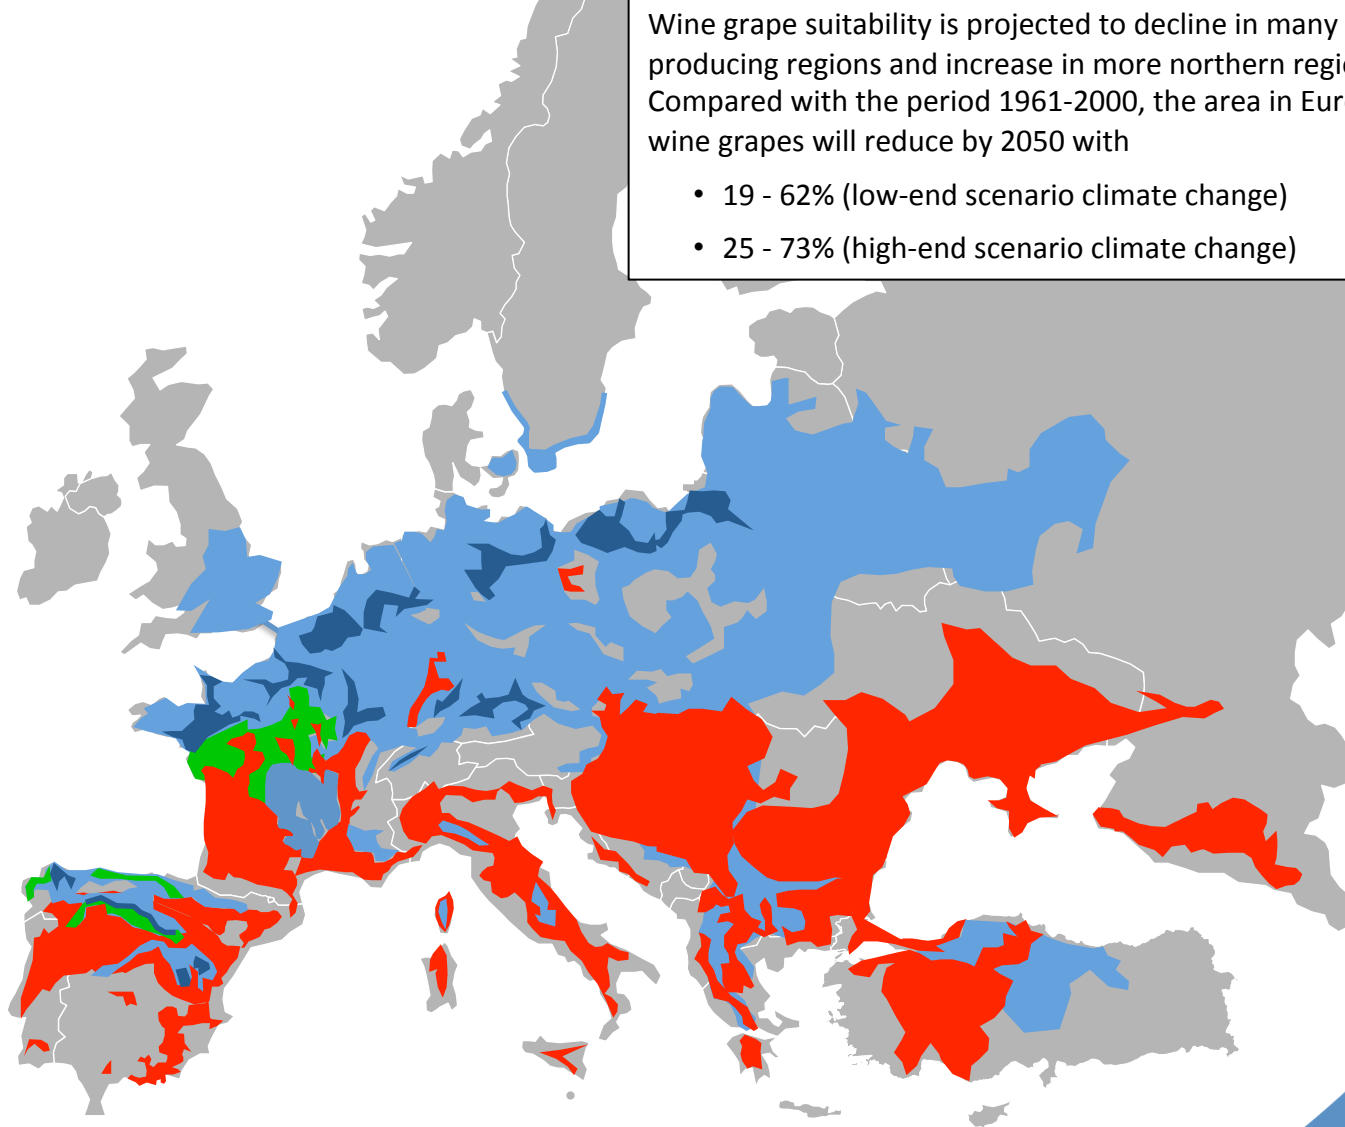 Wine grape suitability is projected to decline in many
producing regions and increase in more northern
Compared with the period 1961-2000, the area in
wine grapes will reduce by 2050 with
• 19 - 62% (low-end scenario climate change)
• 25 - 73% (high-end scenario climate change)